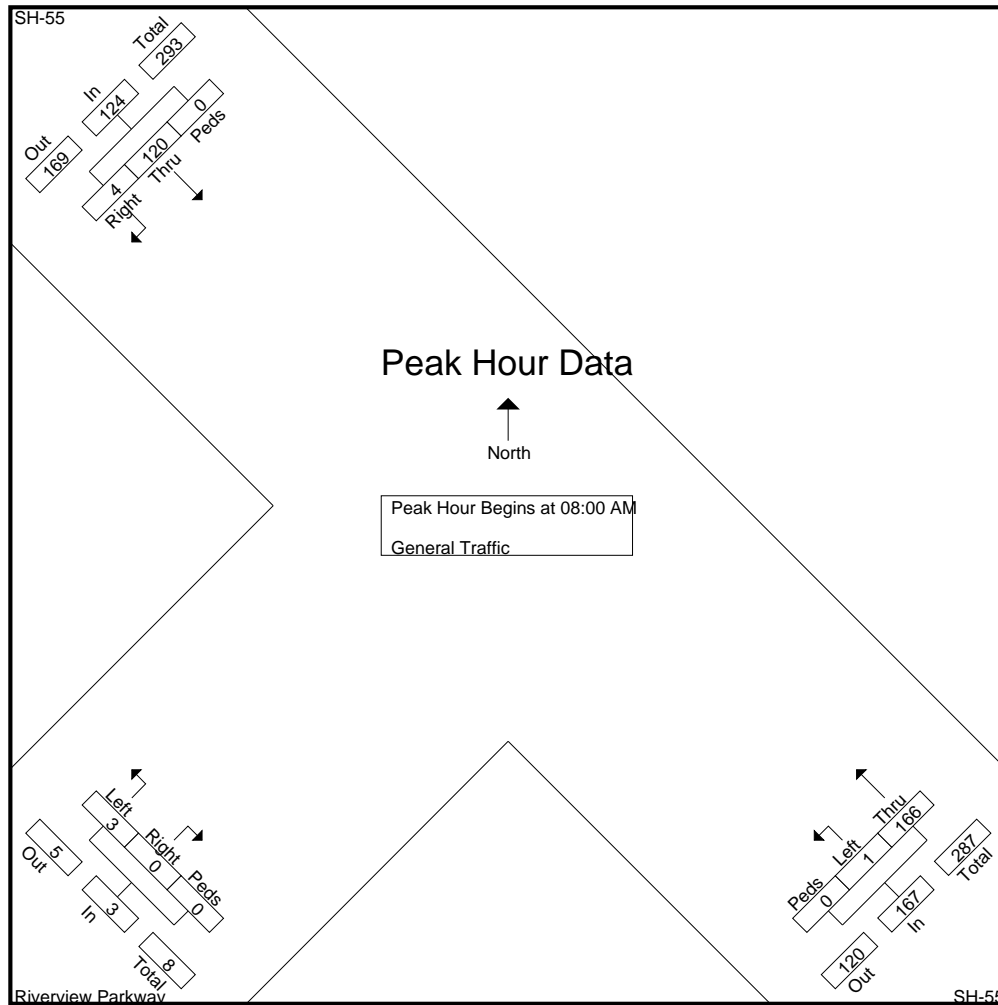 SH-55
Out In Total
169 124 293
4 120 0
Right Thru Peds
Peak Hour Data
North
Peak Hour Begins at 08:00 AM
General Traffic
Left Right Peds
3 0 0
5 3 8
Out In Total
Riverview Parkway
Peds Left Thru
0 1 166
120 167 287
Out In Total
SH-55